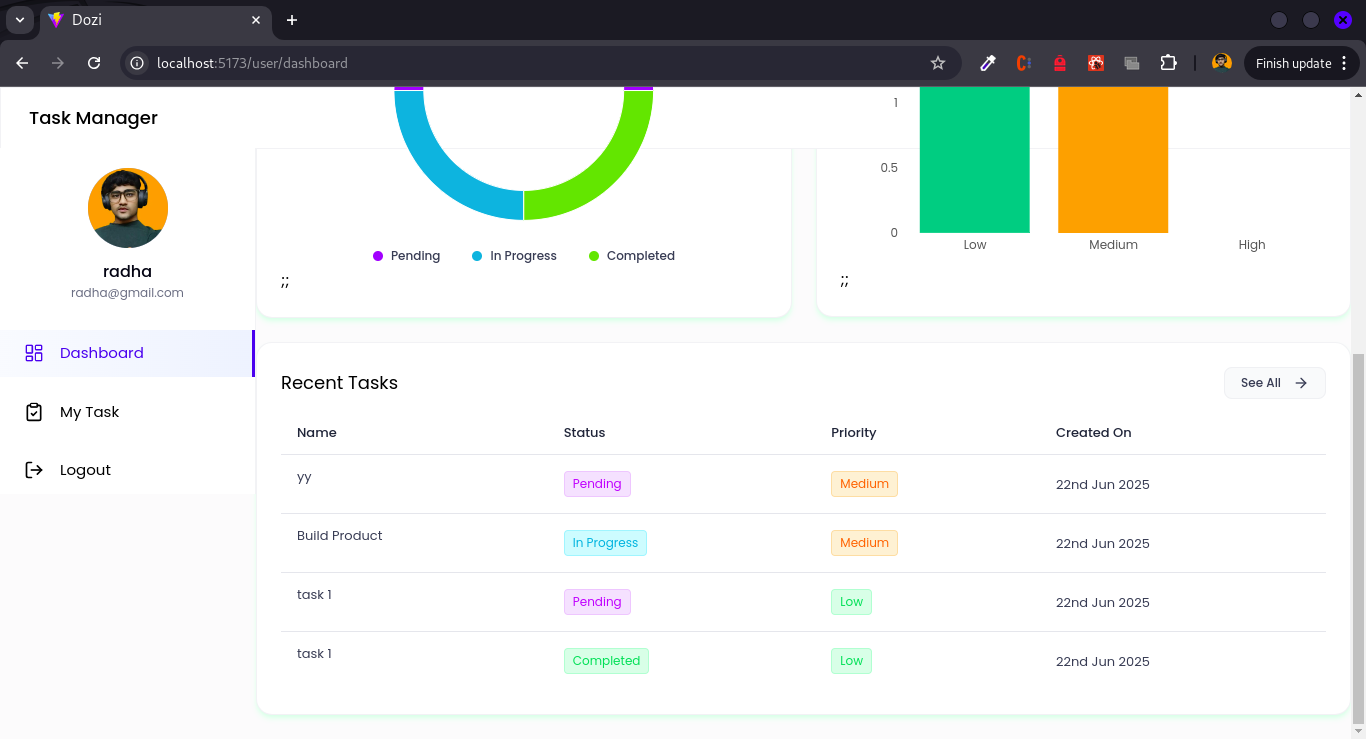 Dozi
localhost:5173/user/dashboard
Finish update
Task Manager
radha
radha@gmail.com
Dashboard
My Task
Logout
Pending In Progress Completed
;;
1
0.5
0
Low Medium High
;;
Recent Tasks
See All
Name Status Priority Created On
yy Pending Medium 22nd Jun 2025
Build Product In Progress Medium 22nd Jun 2025
task 1 Pending Low 22nd Jun 2025
task 1 Completed Low 22nd Jun 2025